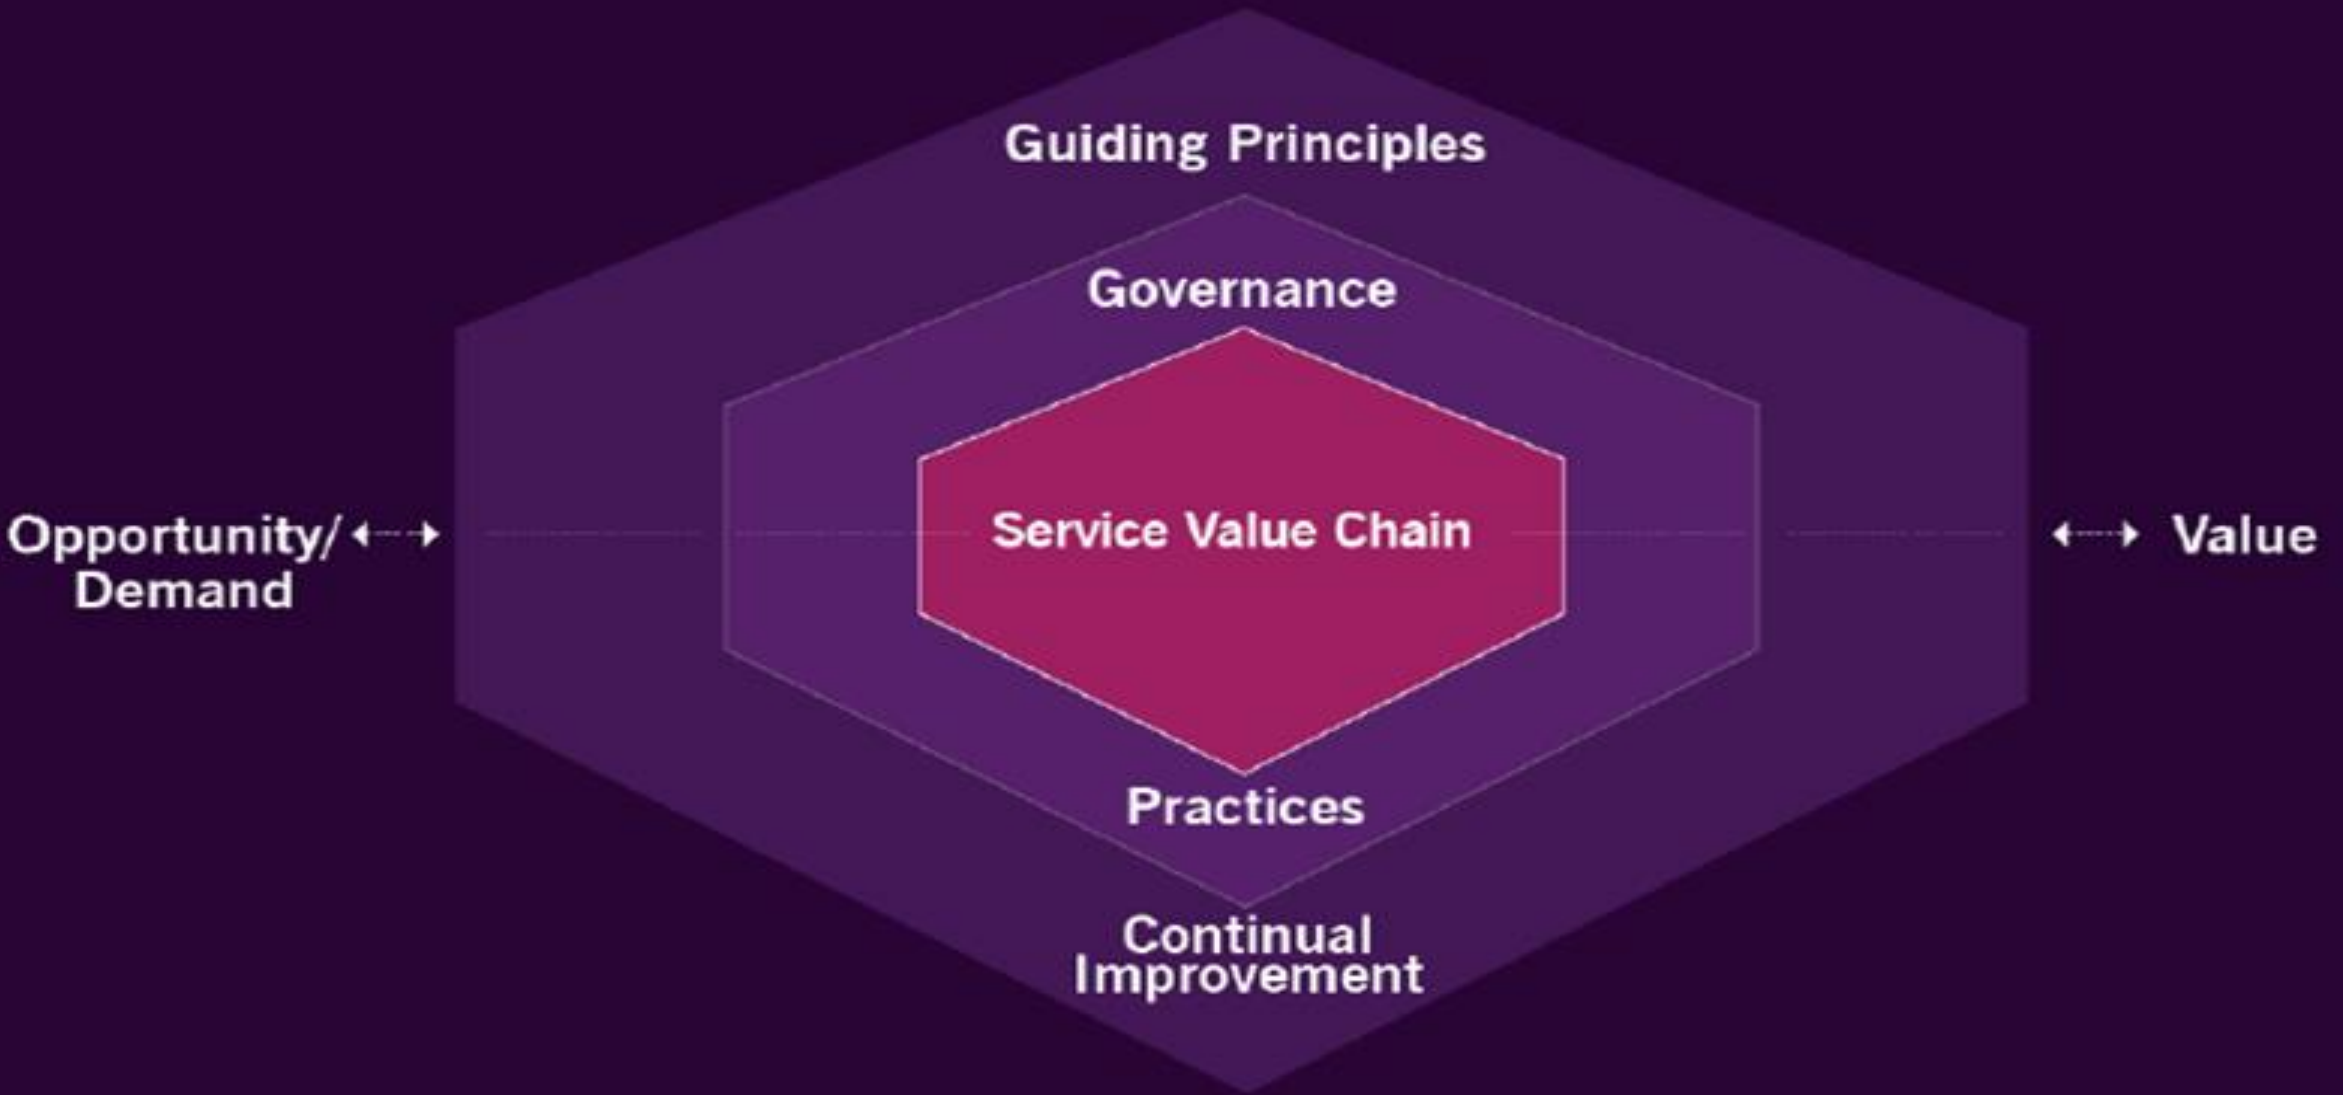 Guiding Principles
Governance
Opportunity/
Demand
Service Value Chain
Value
Practices
Continual
Improvement